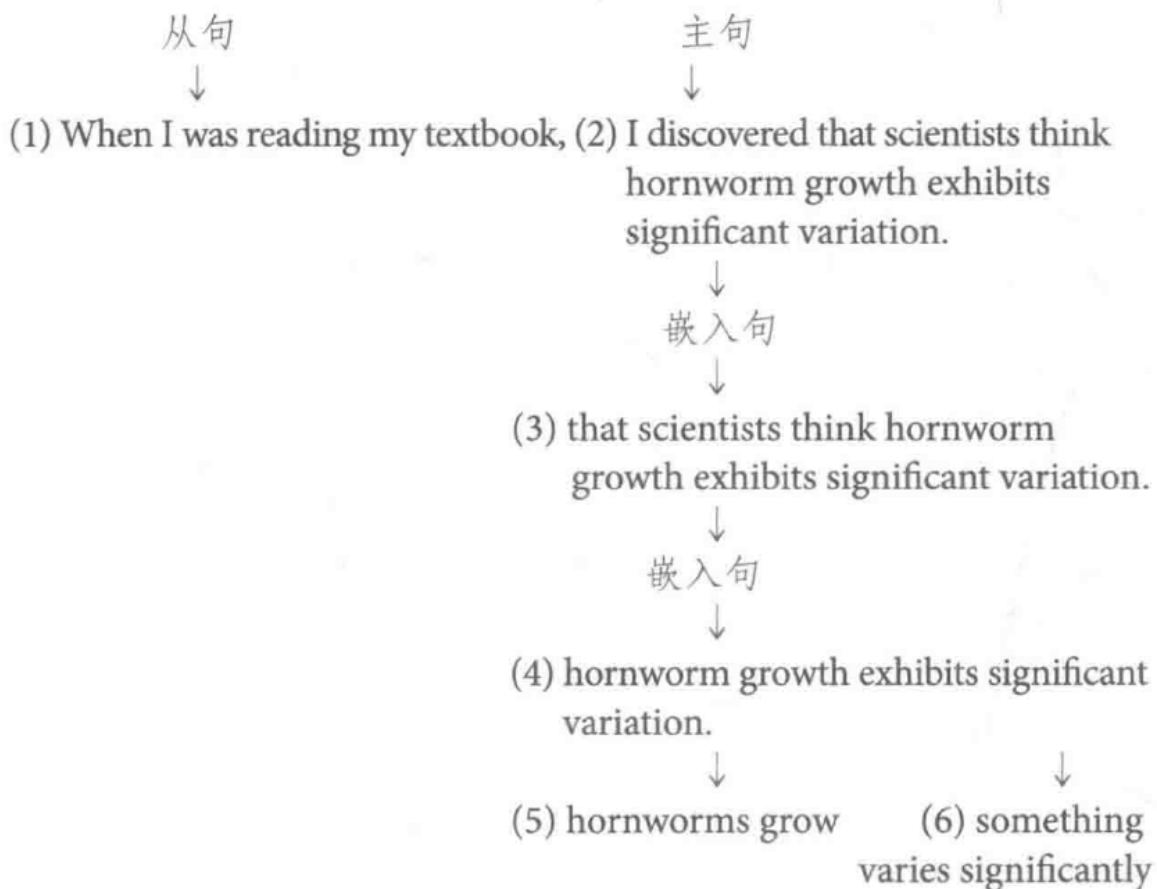 从句 主句
↓ ↓
(1) When I was reading my textbook, (2) I discovered that scientists think
hornworm growth exhibits
significant variation.
↓
嵌入句
↓
(3) that scientists think hornworm
growth exhibits significant variation.
↓
嵌入句
↓
(4) hornworm growth exhibits significant
variation.
↓ ↓
(5) hornworms grow (6) something
varies significantly